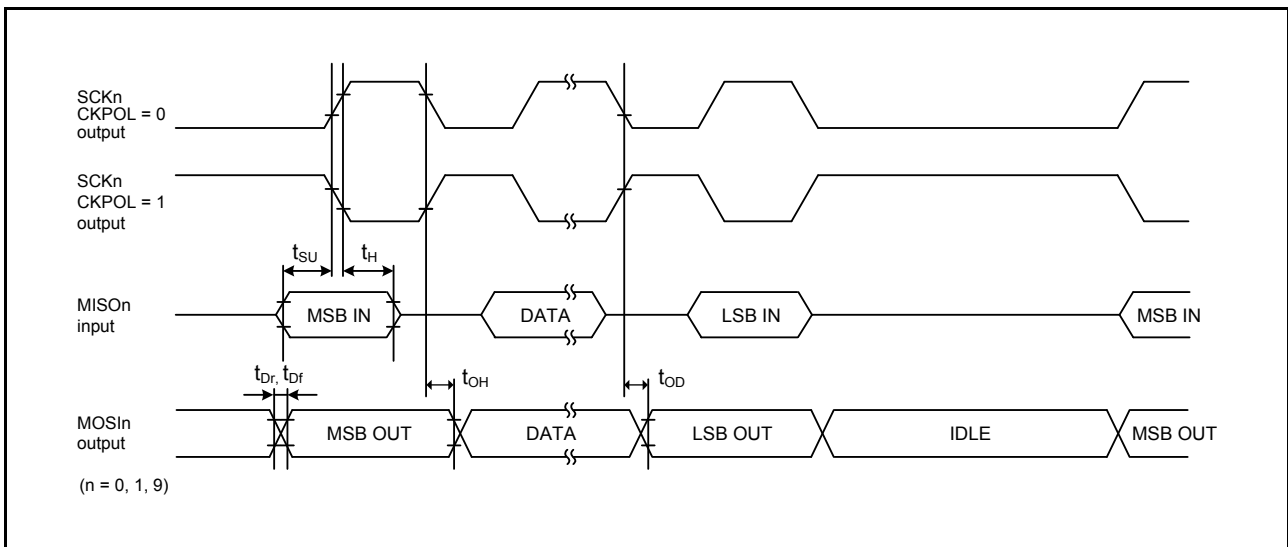 SCKn
CKPOL = 0
output
SCKn
CKPOL = 1
output
tSU
tH
MISOn
input
MSB IN
DATA
LSB IN
MSB IN
tDr, tDf
tOH
tOD
MOSIn
output
MSB OUT
DATA
LSB OUT
IDLE
MSB OUT
(n = 0, 1, 9)